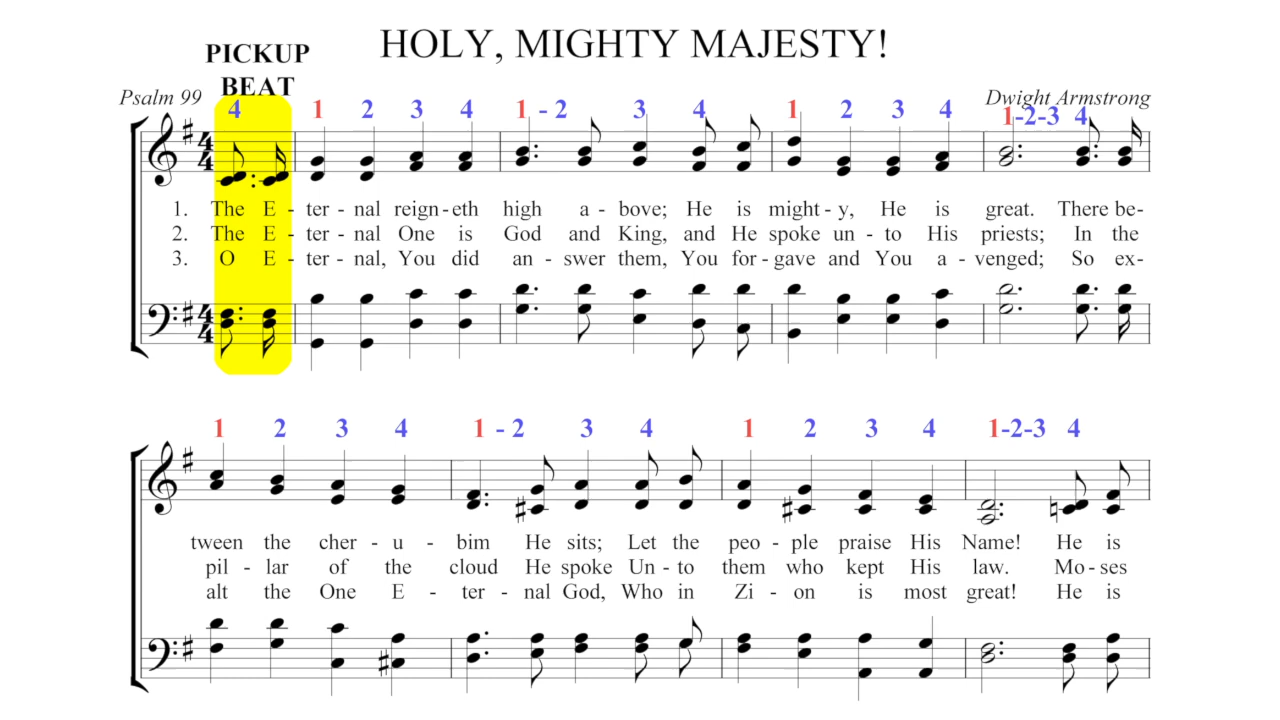 HOLY, MIGHTY MAJESTY!
PICKUP
BEAT
Psalm 99
Dwight Armstrong
4 1 2 3 4 1 - 2 3 4 1 2 3 4 1-2-3 4
1. The E - ter - nal reign - eth high a - bove; He is might - y, He is great. There be-
2. The E - ter - nal One is God and King, and He spoke un - to His priests; In the
3. O E - ter - nal, You did an - swer them, You for - gave and You a - venged; So ex-
1 2 3 4 1 - 2 3 4 1 2 3 4 1-2-3 4
tween the cher - u - bim He sits; Let the peo - ple praise His Name! He is
pil - lar of the cloud He spoke Un - to them who kept His law. Mo - ses
alt the One E - ter - nal God, Who in Zi - on is most great! He is